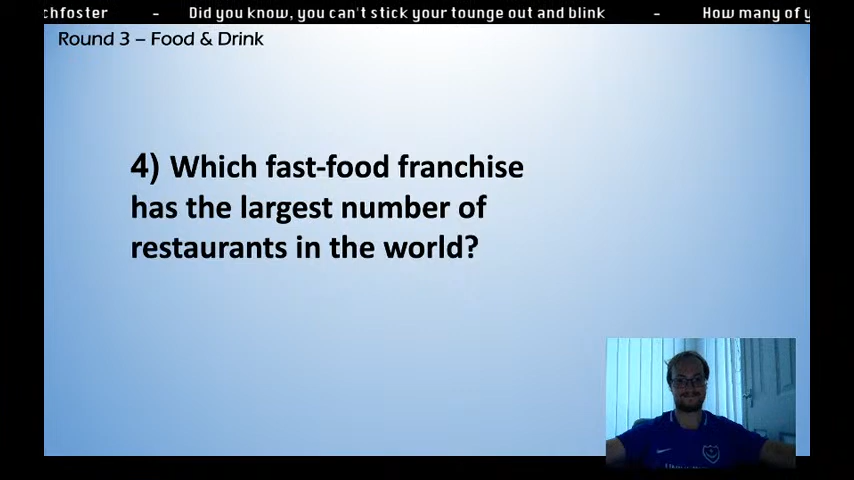 chfoster - Did you know, you can't stick your tounge out and blink - How many of y
Round 3 – Food & Drink
4) Which fast-food franchise
has the largest number of
restaurants in the world?